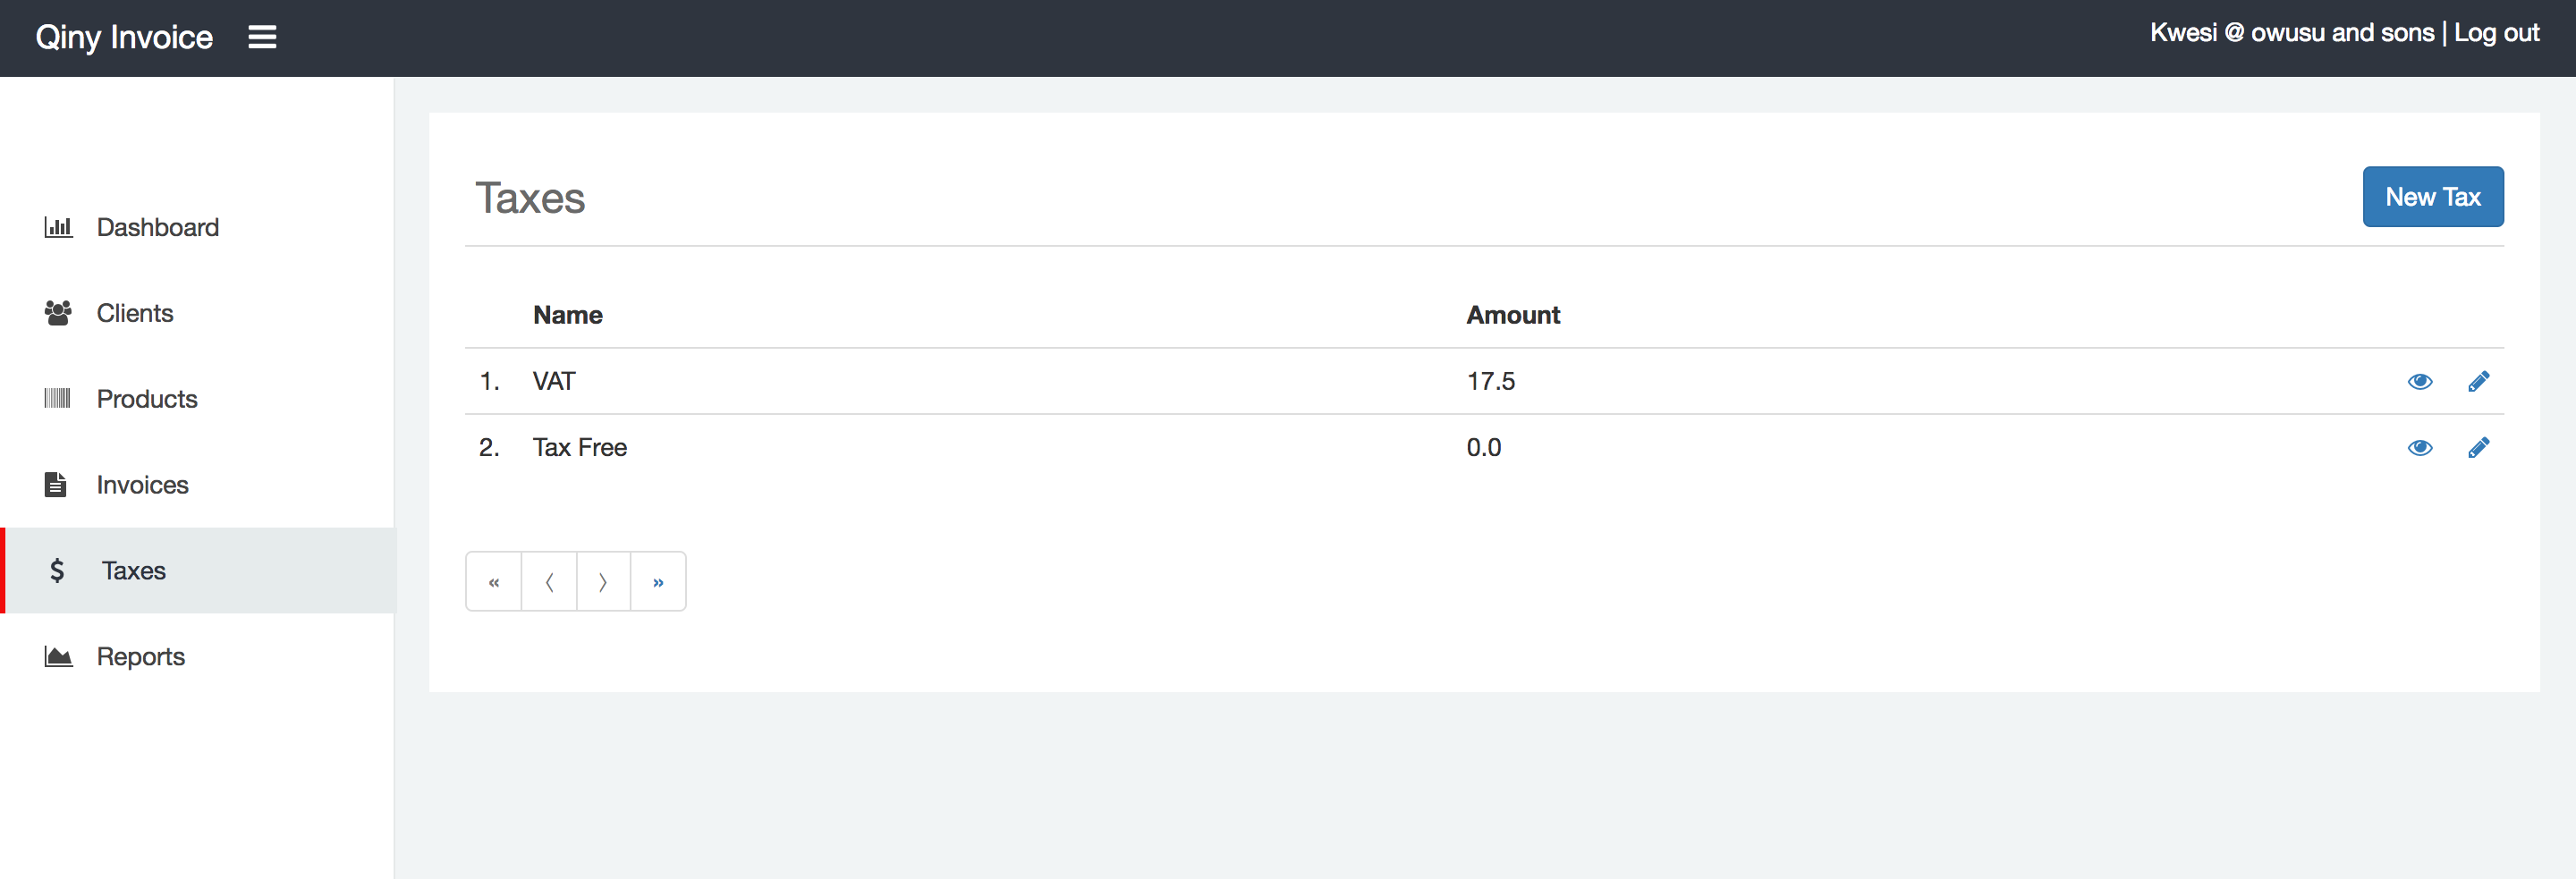 Qiny Invoice
Kwesi @ owusu and sons | Log out
Dashboard
Clients
Products
Invoices
$ Taxes
Reports
Taxes
New Tax
Name Amount
1. VAT 17.5
2. Tax Free 0.0
« 〈 〉 »